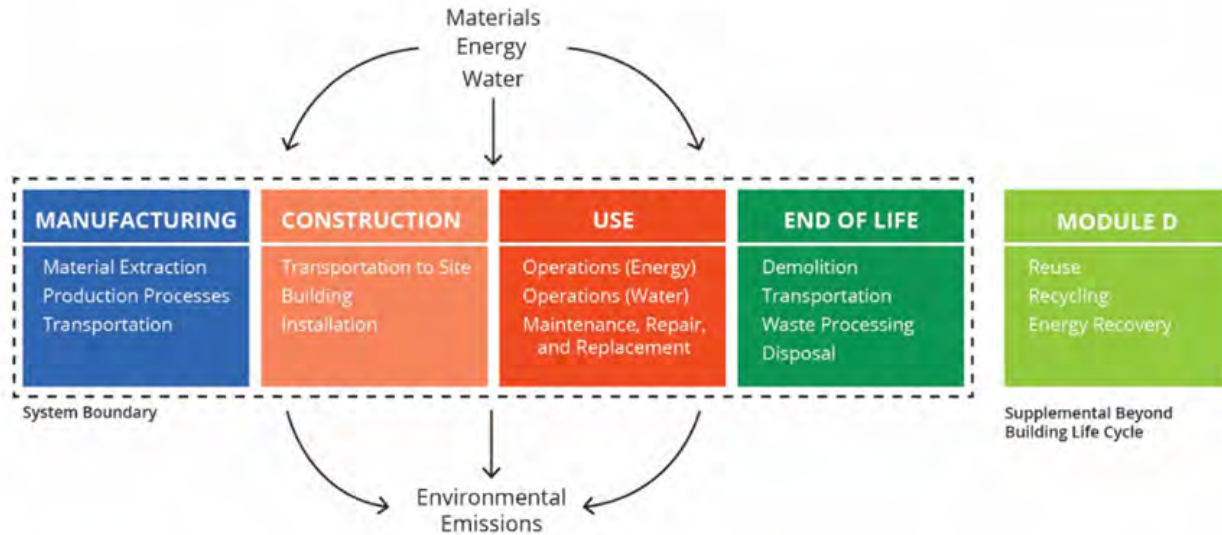 Materials
Energy
Water
MANUFACTURING
Material Extraction
Production Processes
Transportation
CONSTRUCTION
Transportation to Site
Building
Installation
USE
Operations (Energy)
Operations (Water)
Maintenance, Repair,
and Replacement
END OF LIFE
Demolition
Transportation
Waste Processing
Disposal
MODULE D
Reuse
Recycling
Energy Recovery
System Boundary
Supplemental Beyond
Building Life Cycle
Environmental
Emissions